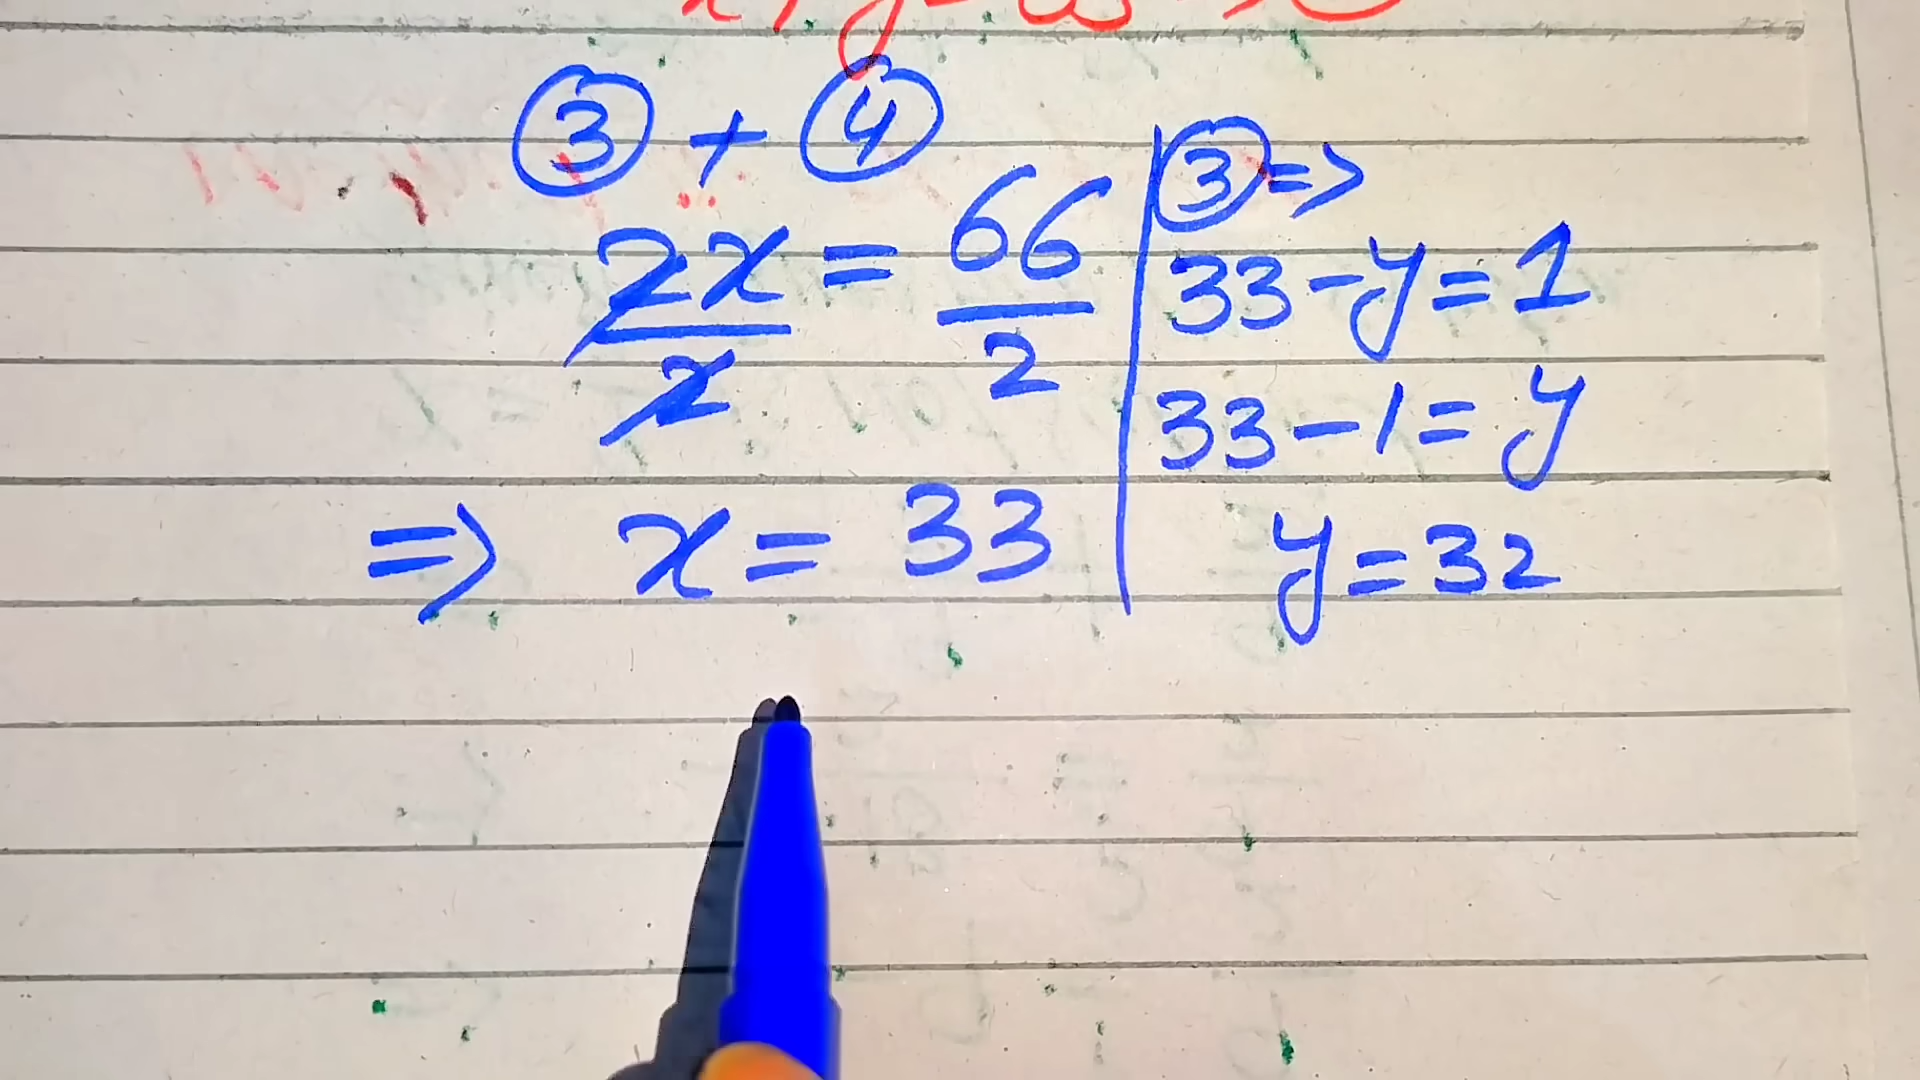 ③ + ④
2x/2 = 66/2
⇒ x = 33
③ ⇒
33 - y = 1
33 - 1 = y
y = 32